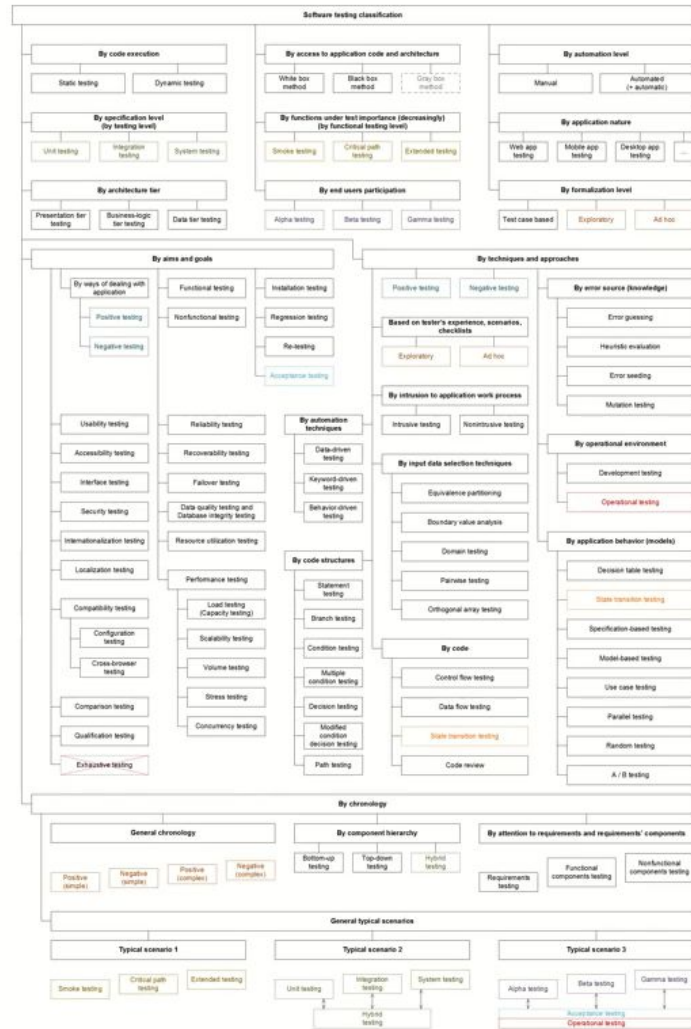 Software testing classification
By code execution
Static testing
Dynamic testing
By access to application code and architecture
White box
method
Black box
method
Gray box
method
By automation level
Manual
Automated
(+ automatic)
By specification level
(by testing level)
Unit testing
Integration
testing
System testing
By functions under test importance (decreasingly)
(by functional testing level)
Smoke testing
Critical path
testing
Extended testing
By application nature
Web app
testing
Mobile app
testing
Desktop app
testing
...
By architecture tier
Presentation tier
testing
Business-logic
tier testing
Data tier testing
By end users participation
Alpha testing
Beta testing
Gamma testing
By formalization level
Test case based
Exploratory
Ad hoc
By aims and goals
By ways of dealing with
application
Positive testing
Negative testing
Functional testing
Nonfunctional testing
Installation testing
Regression testing
Re-testing
Acceptance testing
Usability testing
Accessibility testing
Interface testing
Security testing
Internationalization testing
Localization testing
Compatibility testing
Configuration
testing
Cross-browser
testing
Comparison testing
Qualification testing
Exhaustive testing
Reliability testing
Recoverability testing
Failover testing
Data quality testing and
Database integrity testing
Resource utilization testing
Performance testing
Load testing
(Capacity testing)
Scalability testing
Volume testing
Stress testing
Concurrency testing
By techniques and approaches
Positive testing
Negative testing
Based on tester's experience, scenarios,
checklists
Exploratory
Ad hoc
By intrusion to application work process
Intrusive testing
Nonintrusive testing
By automation
techniques
Data-driven
testing
Keyword-driven
testing
Behavior-driven
testing
By input data selection techniques
Equivalence partitioning
Boundary value analysis
Domain testing
Pairwise testing
Orthogonal array testing
By code structures
Statement
testing
Branch testing
Condition testing
Multiple
condition testing
Decision testing
Modified
condition
decision testing
Path testing
By code
Control flow testing
Data flow testing
State transition testing
Code review
By error source (knowledge)
Error guessing
Heuristic evaluation
Error seeding
Mutation testing
By operational environment
Development testing
Operational testing
By application behavior (models)
Decision table testing
State transition testing
Specification-based testing
Model-based testing
Use case testing
Parallel testing
Random testing
A / B testing
By chronology
General chronology
Positive
(simple)
Negative
(simple)
Positive
(complex)
Negative
(complex)
By component hierarchy
Bottom-up
testing
Top-down
testing
Hybrid
testing
By attention to requirements and requirements' components
Requirements
testing
Functional
components testing
Nonfunctional
components testing
General typical scenarios
Typical scenario 1
Smoke testing
Critical path
testing
Extended testing
Typical scenario 2
Unit testing
Integration
testing
System testing
Hybrid
testing
Typical scenario 3
Alpha testing
Beta testing
Gamma testing
Acceptance testing
Operational testing